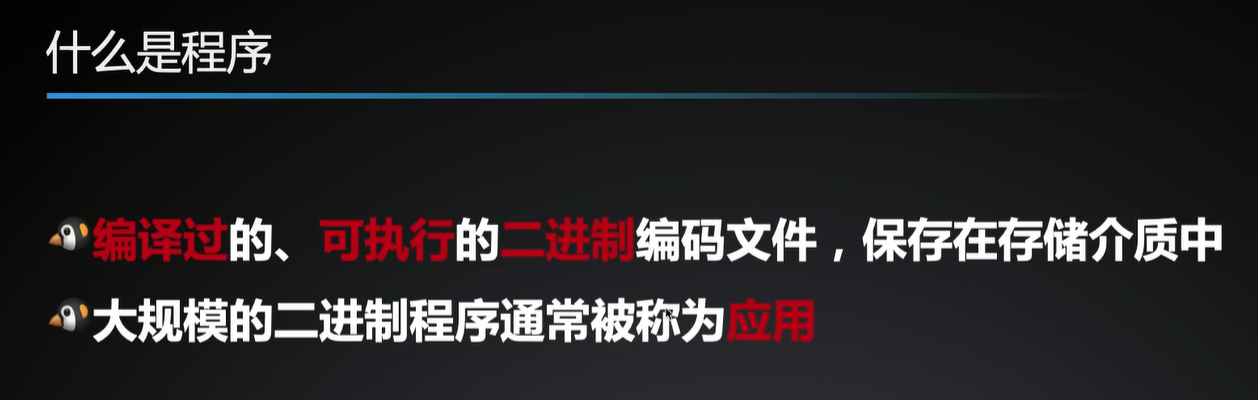 什么是程序
编译过的、可执行的二进制编码文件，保存在存储介质中
大规模的二进制程序通常被称为应用